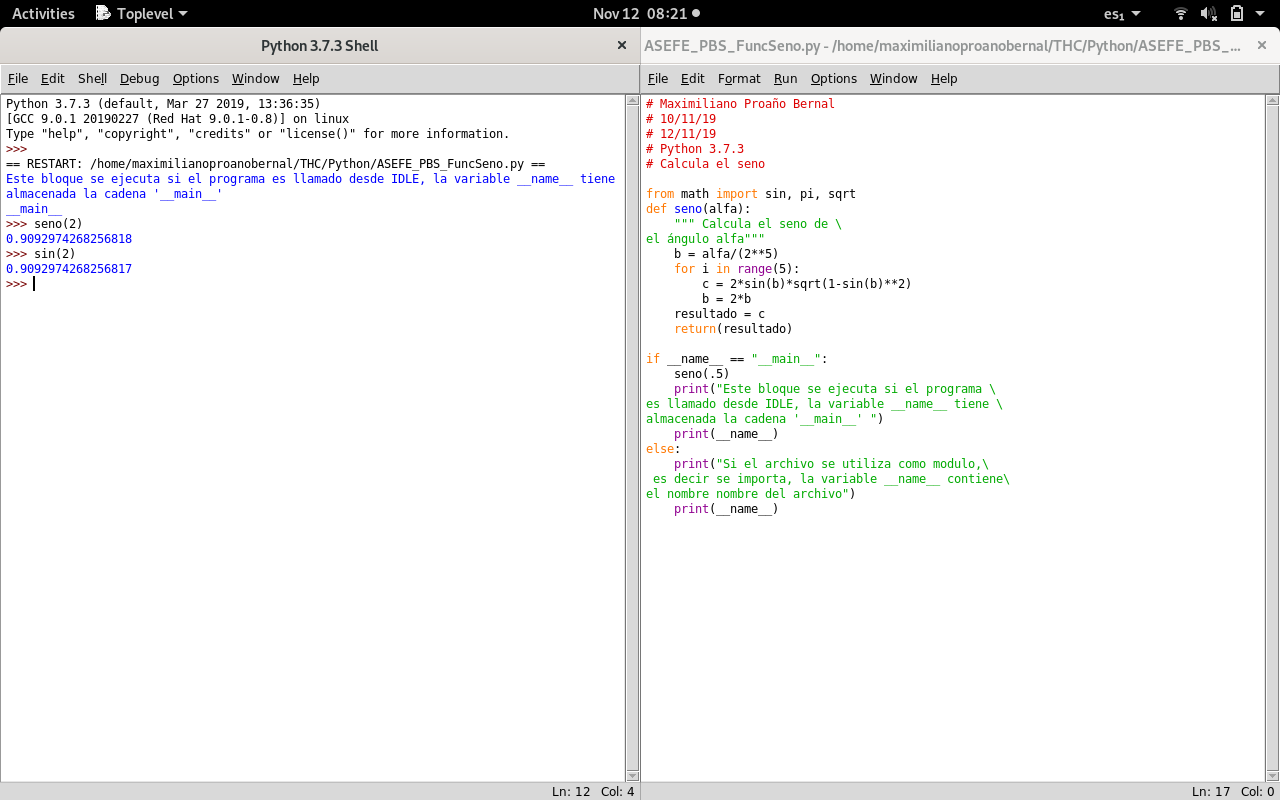 Activities Toplevel Nov 12 08:21 es₁
Python 3.7.3 Shell
File Edit Shell Debug Options Window Help
Python 3.7.3 (default, Mar 27 2019, 13:36:35)
[GCC 9.0.1 20190227 (Red Hat 9.0.1-0.8)] on linux
Type "help", "copyright", "credits" or "license()" for more information.
>>>
== RESTART: /home/maximilianoproanobernal/THC/Python/ASEFE_PBS_FuncSeno.py ==
Este bloque se ejecuta si el programa es llamado desde IDLE, la variable __name__ tiene
almacenada la cadena '__main__'
__main__
>>> seno(2)
0.9092974268256818
>>> sin(2)
0.9092974268256817
>>>
Ln: 12 Col: 4
ASEFE_PBS_FuncSeno.py - /home/maximilianoproanobernal/THC/Python/ASEFE_PBS_...
File Edit Format Run Options Window Help
# Maximiliano Proaño Bernal
# 10/11/19
# 12/11/19
# Python 3.7.3
# Calcula el seno
from math import sin, pi, sqrt
def seno(alfa):
    """ Calcula el seno de \
el ángulo alfa"""
    b = alfa/(2**5)
    for i in range(5):
        c = 2*sin(b)*sqrt(1-sin(b)**2)
        b = 2*b
    resultado = c
    return(resultado)
if __name__ == "__main__":
    seno(.5)
    print("Este bloque se ejecuta si el programa \
es llamado desde IDLE, la variable __name__ tiene \
almacenada la cadena '__main__' ")
    print(__name__)
else:
    print("Si el archivo se utiliza como modulo,\
 es decir se importa, la variable __name__ contiene\
el nombre nombre del archivo")
    print(__name__)
Ln: 17 Col: 0